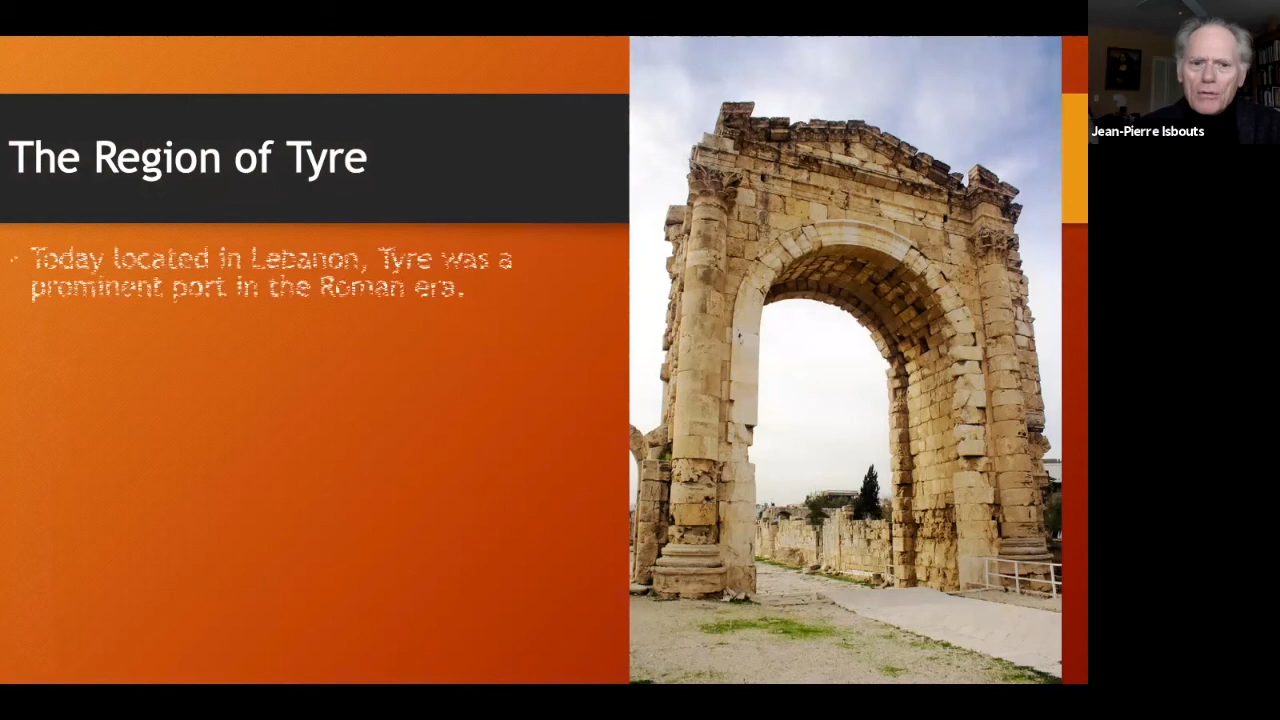 The Region of Tyre
Today located in Lebanon, Tyre was a
prominent port in the Roman era.
Jean-Pierre Isbouts